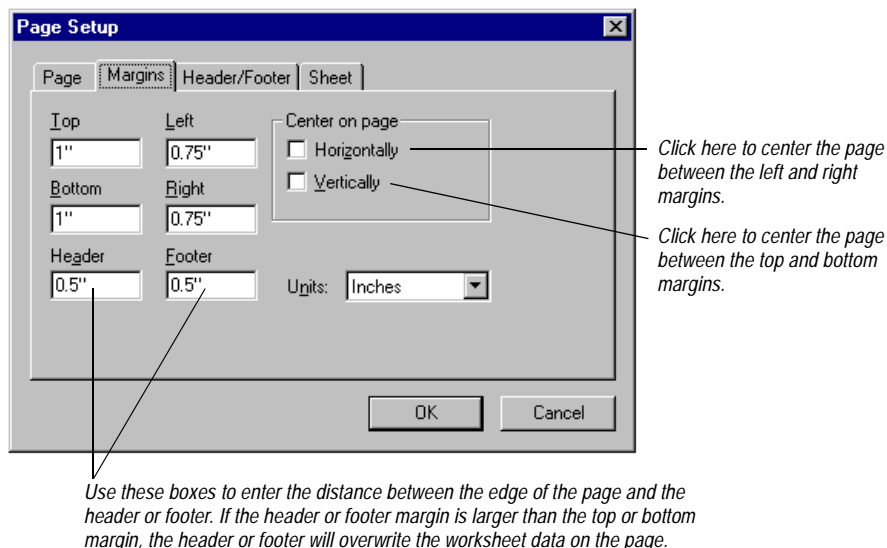 Page Setup
Page Margins Header/Footer Sheet
Top Left
1" 0.75"
Bottom Right
1" 0.75"
Header Footer
0.5" 0.5"
Center on page
Horizontally
Vertically
Units: Inches
OK Cancel
Click here to center the page
between the left and right
margins.
Click here to center the page
between the top and bottom
margins.
Use these boxes to enter the distance between the edge of the page and the
header or footer. If the header or footer margin is larger than the top or bottom
margin, the header or footer will overwrite the worksheet data on the page.